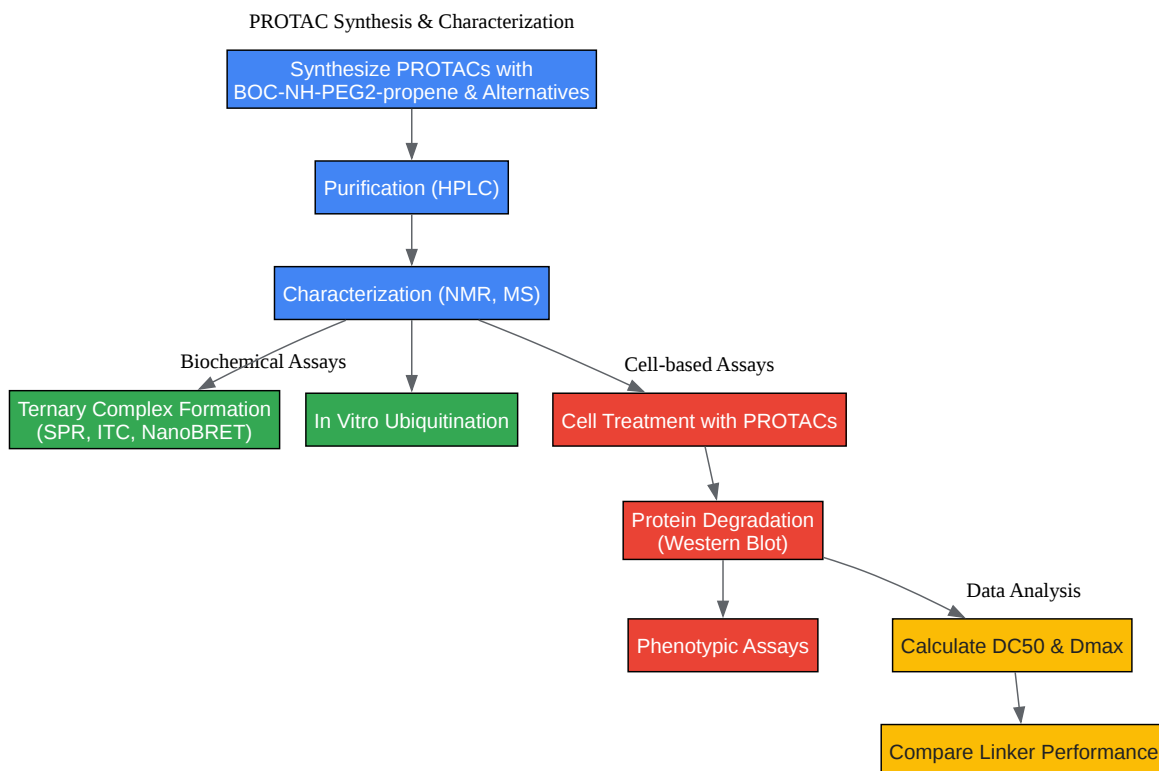 PROTAC Synthesis & Characterization
Synthesize PROTACs with
BOC-NH-PEG2-propene & Alternatives
Purification (HPLC)
Characterization (NMR, MS)
Biochemical Assays
Cell-based Assays
Ternary Complex Formation
(SPR, ITC, NanoBRET)
In Vitro Ubiquitination
Cell Treatment with PROTACs
Protein Degradation
(Western Blot)
Data Analysis
Phenotypic Assays
Calculate DC50 & Dmax
Compare Linker Performance